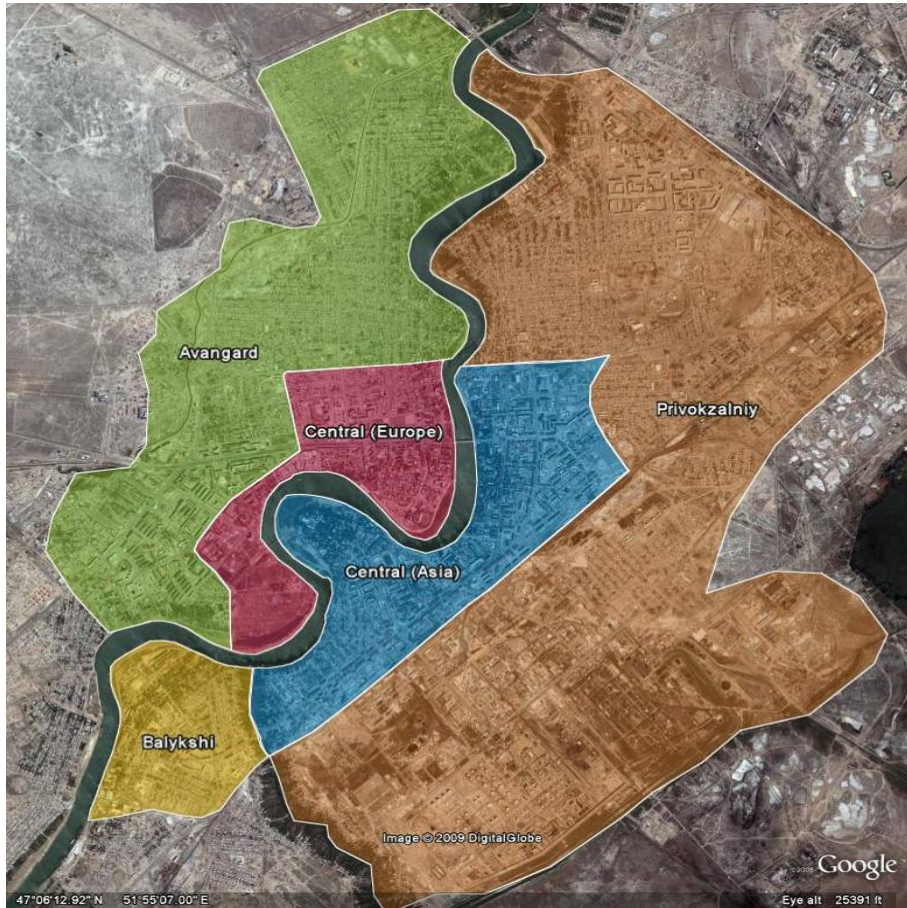 Avangard
Central (Europe)
Privokzalniy
Central (Asia)
Balykshi
Image © 2009 DigitalGlobe
Google
47°06'12.92" N 51°55'07.00" E
Eye alt 25391 ft